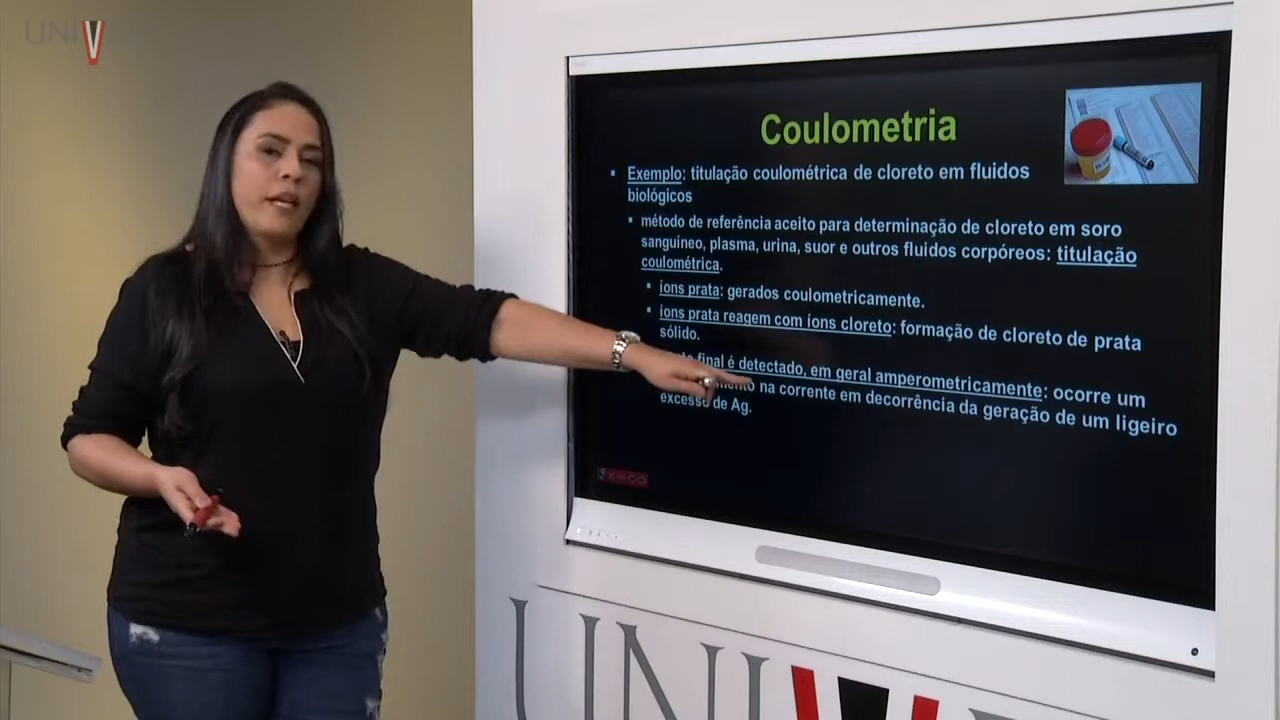 UNIV
Coulometria
Exemplo: titulação coulométrica de cloreto em fluidos
biológicos
método de referência aceito para determinação de cloreto em soro
sanguíneo, plasma, urina, suor e outros fluidos corpóreos: titulação
coulométrica.
íons prata: gerados coulometricamente.
íons prata reagem com íons cloreto: formação de cloreto de prata
sólido.
final é detectado, em geral amperometricamente: ocorre um
na corrente em decorrência da geração de um ligeiro
excesso de Ag.
UNIV